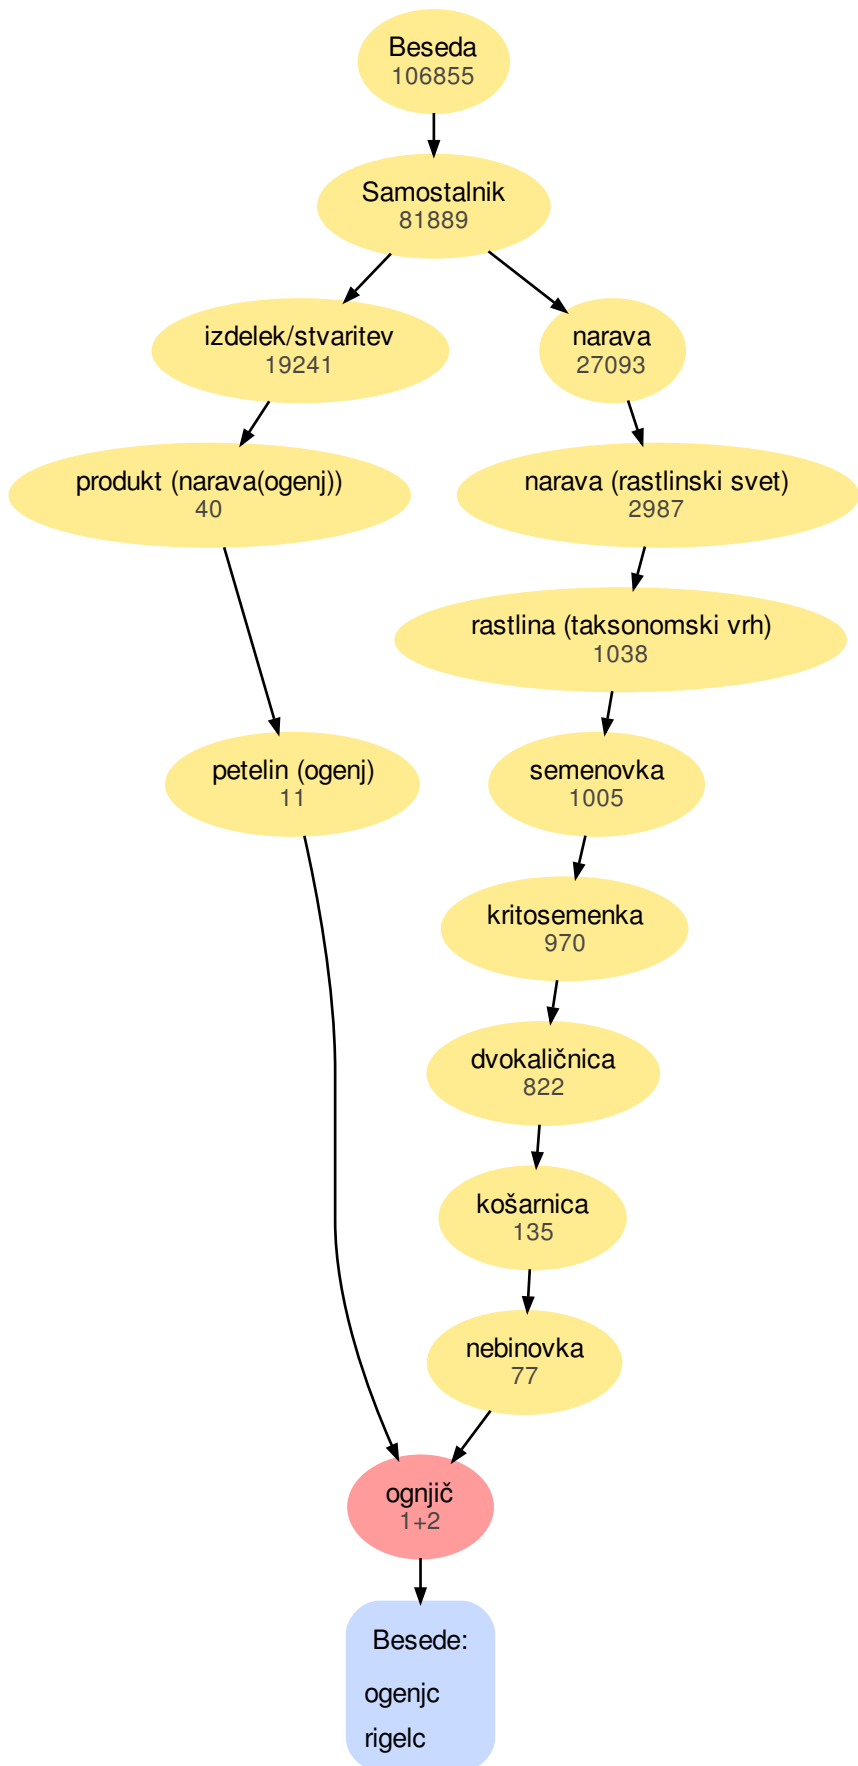 Beseda
106855
Samostalnik
81889
izdelek/stvaritev
19241
narava
27093
produkt (narava(ogenj))
40
narava (rastlinski svet)
2987
rastlina (taksonomski vrh)
1038
petelin (ogenj)
11
semenovka
1005
kritosemenka
970
dvokaličnica
822
košarnica
135
nebinovka
77
ognjič
1+2
Besede:
ogenjc
rigelc